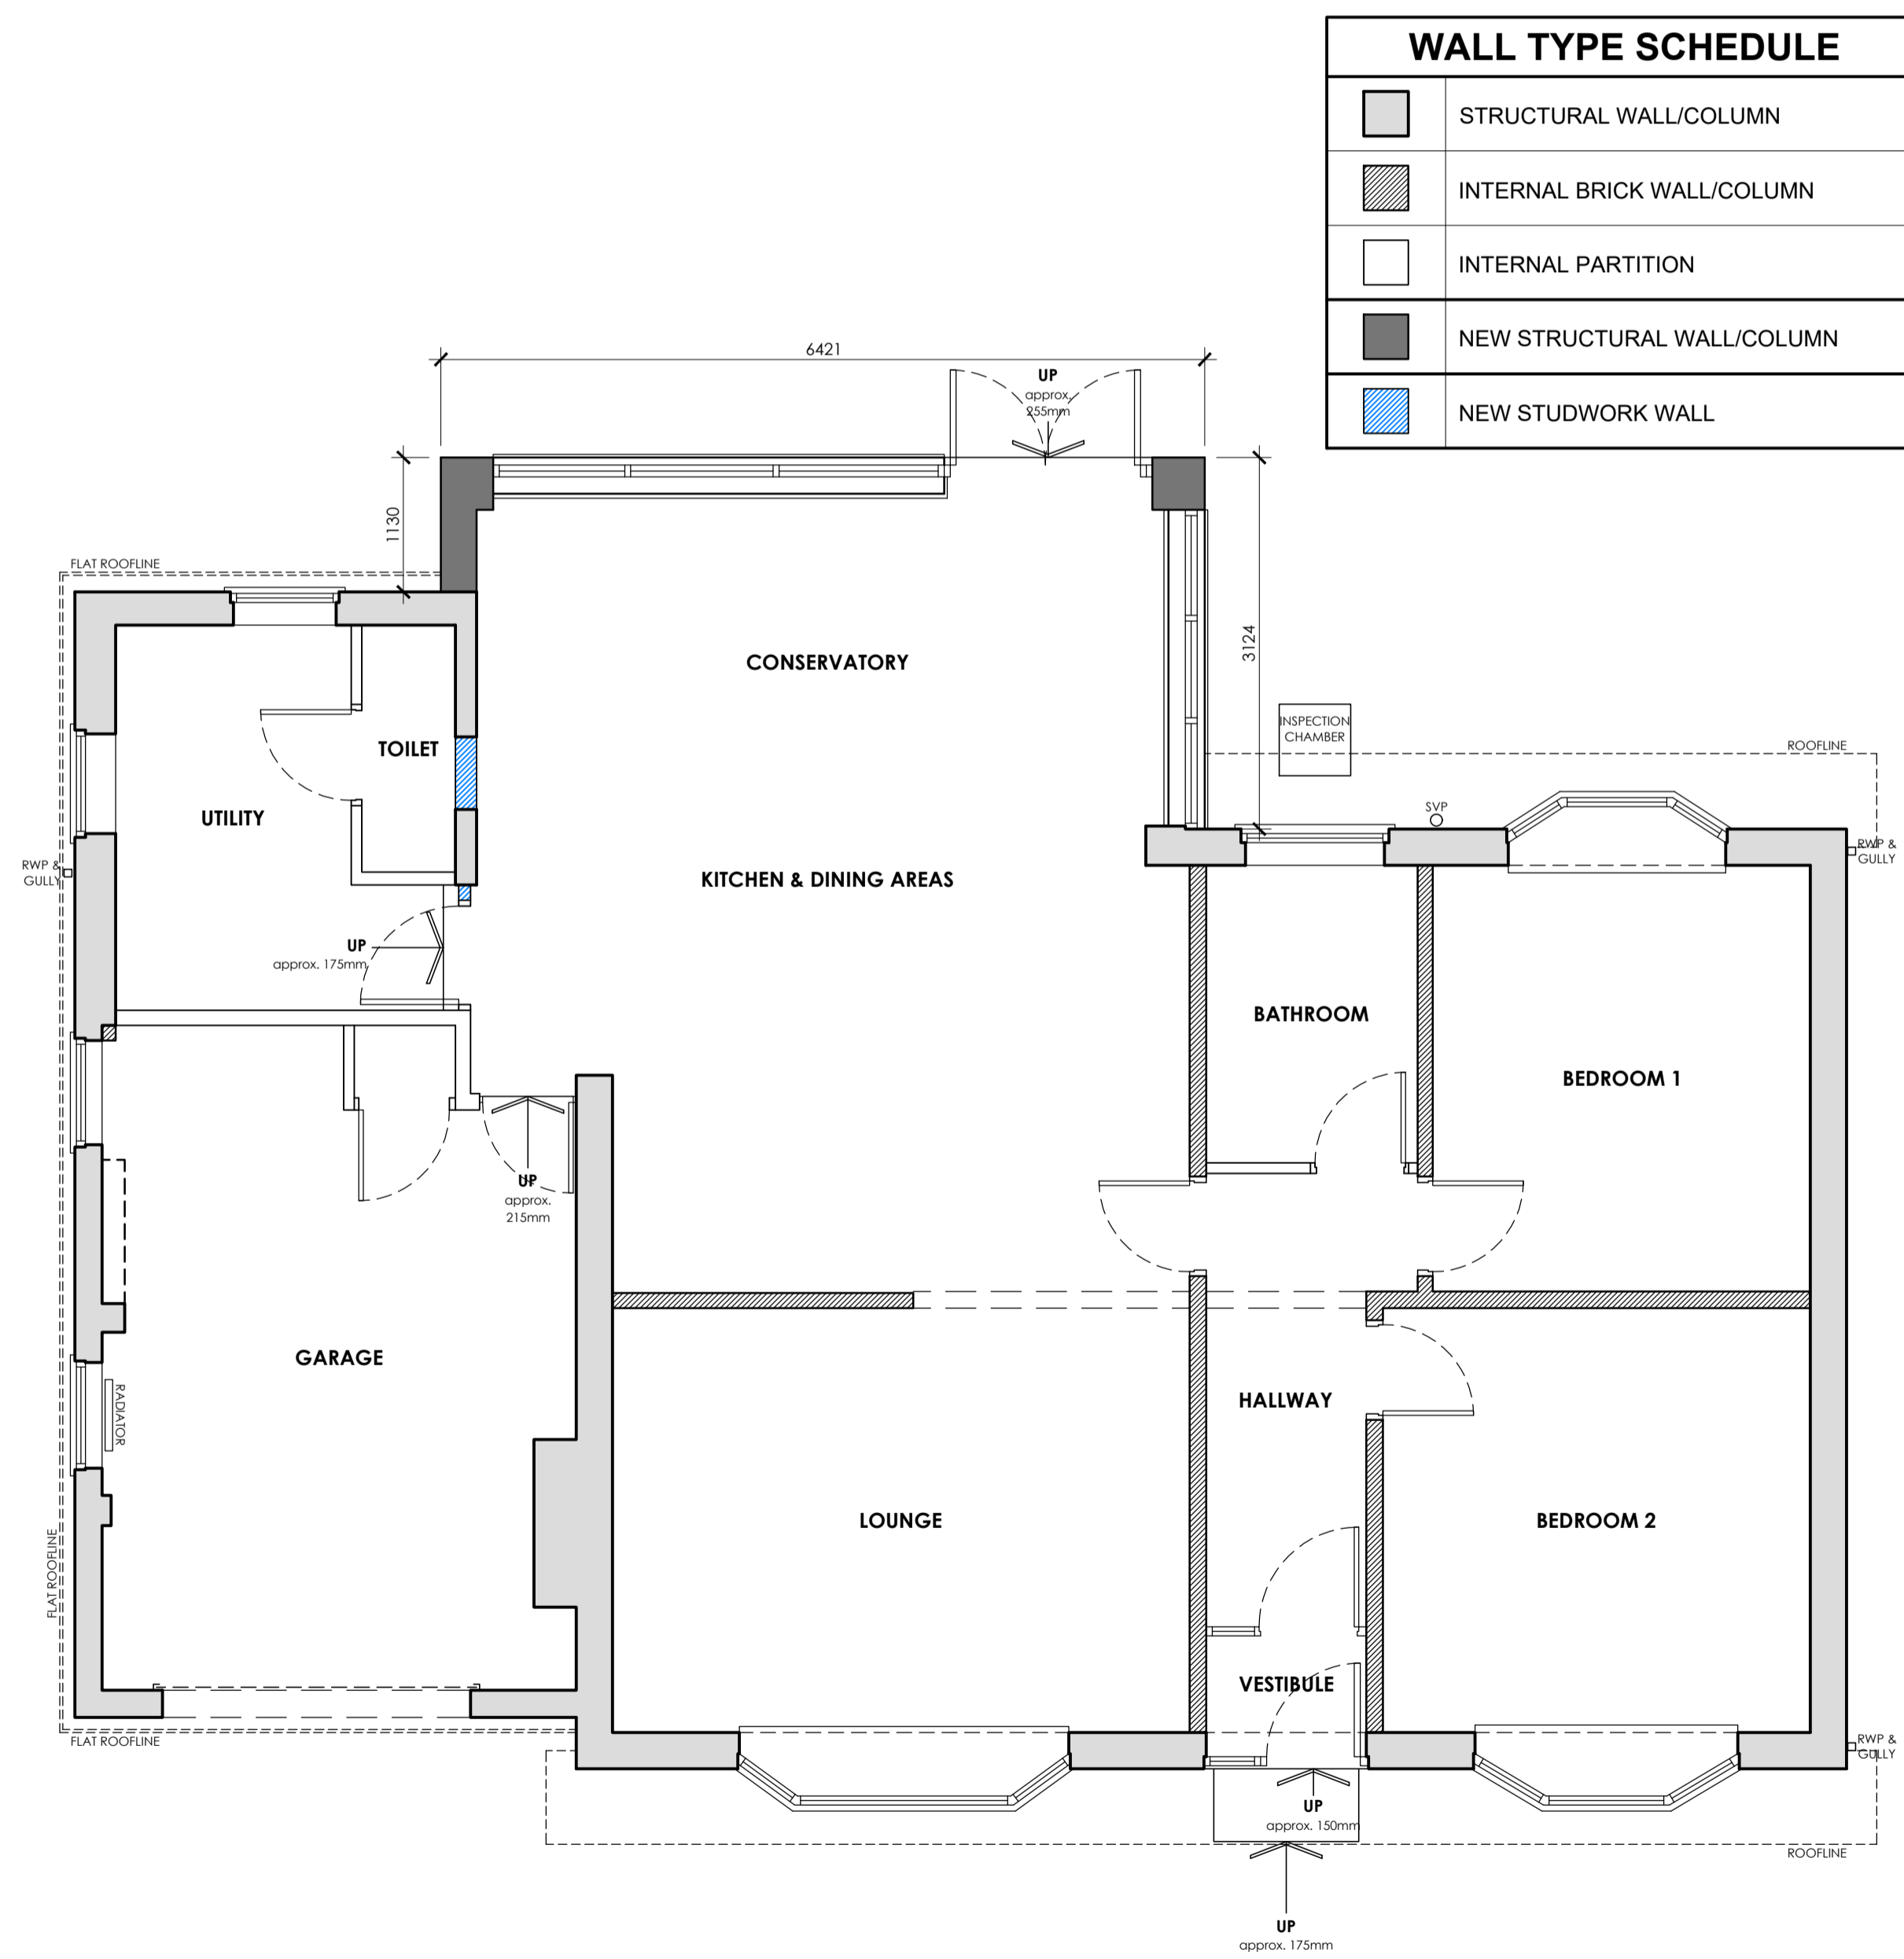 WALL TYPE SCHEDULE
STRUCTURAL WALL/COLUMN
INTERNAL BRICK WALL/COLUMN
INTERNAL PARTITION
NEW STRUCTURAL WALL/COLUMN
NEW STUDWORK WALL
6421
UP
approx.
255mm
1130
FLAT ROOFLINE
3124
CONSERVATORY
INSPECTION
CHAMBER
ROOFLINE
TOILET
UTILITY
SVP
RWP &
GULLY
RWP &
GULLY
KITCHEN & DINING AREAS
UP
approx. 175mm
BATHROOM
BEDROOM 1
UP
approx.
215mm
GARAGE
RADIATOR
HALLWAY
LOUNGE
BEDROOM 2
FLAT ROOFLINE
VESTIBULE
FLAT ROOFLINE
RWP &
GULLY
UP
approx. 150mm
ROOFLINE
UP
approx. 175mm